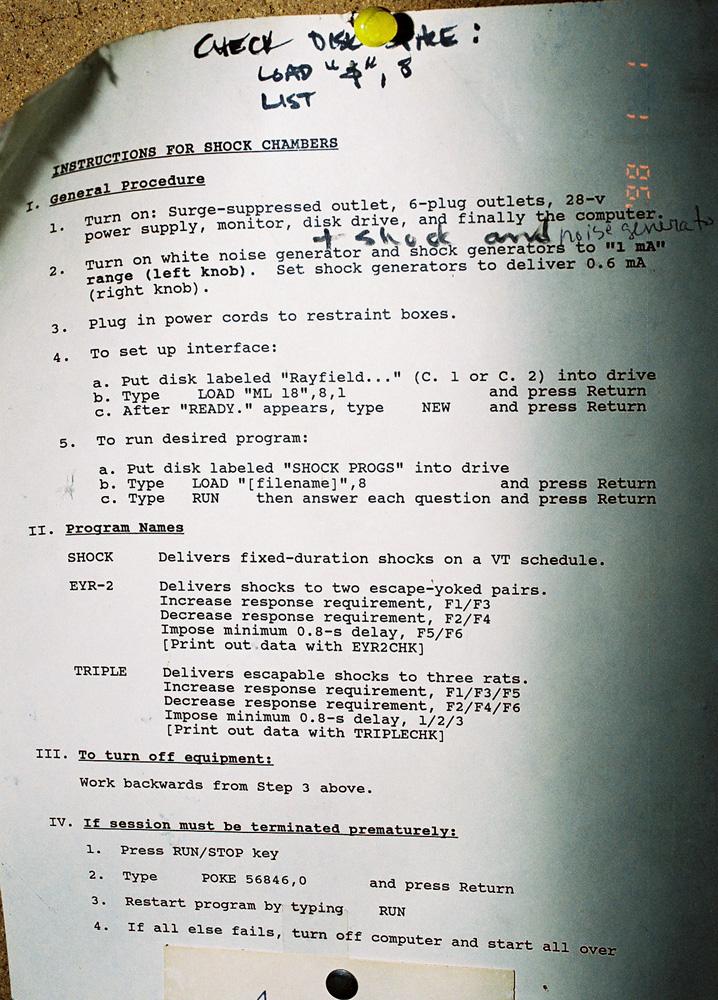 CHECK DISK SPACE:
LOAD "$", 8
LIST
INSTRUCTIONS FOR SHOCK CHAMBERS
I. General Procedure
1. Turn on: Surge-suppressed outlet, 6-plug outlets, 28-v
power supply, monitor, disk drive, and finally the computer.
+ shock and noise generato
2. Turn on white noise generator and shock generators to "1 mA"
range (left knob). Set shock generators to deliver 0.6 mA
(right knob).
3. Plug in power cords to restraint boxes.
4. To set up interface:
a. Put disk labeled "Rayfield..." (C. 1 or C. 2) into drive
b. Type LOAD "ML 18",8,1 and press Return
c. After "READY." appears, type NEW and press Return
5. To run desired program:
a. Put disk labeled "SHOCK PROGS" into drive
b. Type LOAD "[filename]",8 and press Return
c. Type RUN then answer each question and press Return
II. Program Names
SHOCK Delivers fixed-duration shocks on a VT schedule.
EYR-2 Delivers shocks to two escape-yoked pairs.
Increase response requirement, F1/F3
Decrease response requirement, F2/F4
Impose minimum 0.8-s delay, F5/F6
[Print out data with EYR2CHK]
TRIPLE Delivers escapable shocks to three rats.
Increase response requirement, F1/F3/F5
Decrease response requirement, F2/F4/F6
Impose minimum 0.8-s delay, 1/2/3
[Print out data with TRIPLECHK]
III. To turn off equipment:
Work backwards from Step 3 above.
IV. If session must be terminated prematurely:
1. Press RUN/STOP key
2. Type POKE 56846,0 and press Return
3. Restart program by typing RUN
4. If all else fails, turn off computer and start all over